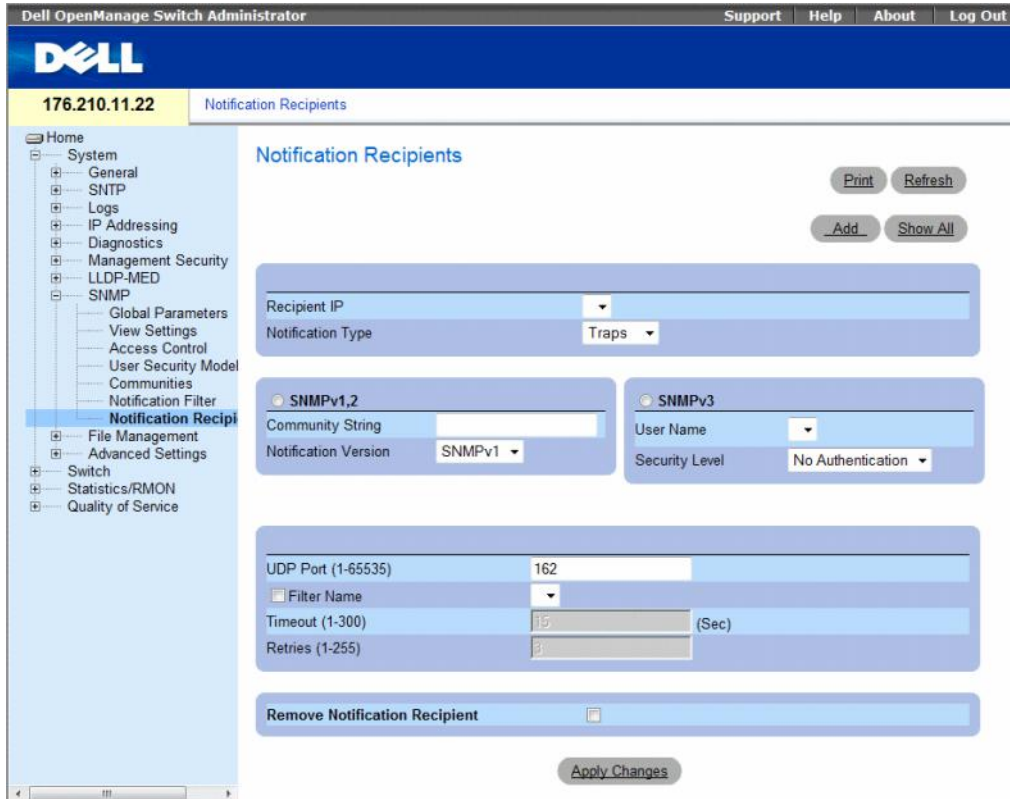 Dell OpenManage Switch Administrator
Support Help About Log Out
DELL
176.210.11.22
Notification Recipients
Home
System
General
SNTP
Logs
IP Addressing
Diagnostics
Management Security
LLDP-MED
SNMP
Global Parameters
View Settings
Access Control
User Security Model
Communities
Notification Filter
Notification Recipi
File Management
Advanced Settings
Switch
Statistics/RMON
Quality of Service
Notification Recipients
Print Refresh
Add Show All
Recipient IP
Notification Type Traps
SNMPv1,2
Community String
Notification Version SNMPv1
SNMPv3
User Name
Security Level No Authentication
UDP Port (1-65535) 162
Filter Name
Timeout (1-300) 15 (Sec)
Retries (1-255) 3
Remove Notification Recipient
Apply Changes